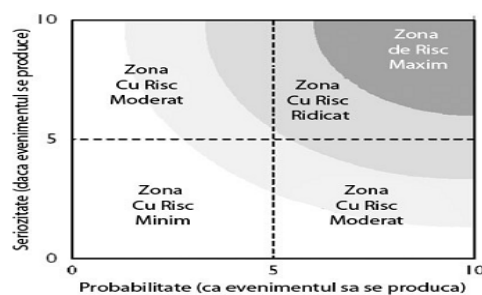 Seriozitate (daca evenimentul se produce)
10
5
0
Zona
de Risc
Maxim
Zona
Cu Risc
Moderat
Zona
Cu Risc
Ridicat
Zona
Cu Risc
Minim
Zona
Cu Risc
Moderat
0
5
10
Probabilitate (ca evenimentul sa se produca)